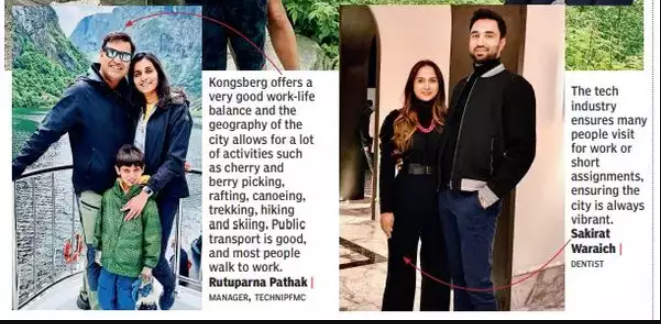 Kongsberg offers a
very good work-life
balance and the
geography of the
city allows for a lot
of activities such
as cherry and
berry picking,
rafting, canoeing,
trekking, hiking
and skiing. Public
transport is good,
and most people
walk to work.
Rutuparna Pathak |
MANAGER, TECHNIPFMC
The tech
industry
ensures many
people visit
for work or
short
assignments,
ensuring the
city is always
vibrant.
Sakirat
Waraich |
DENTIST